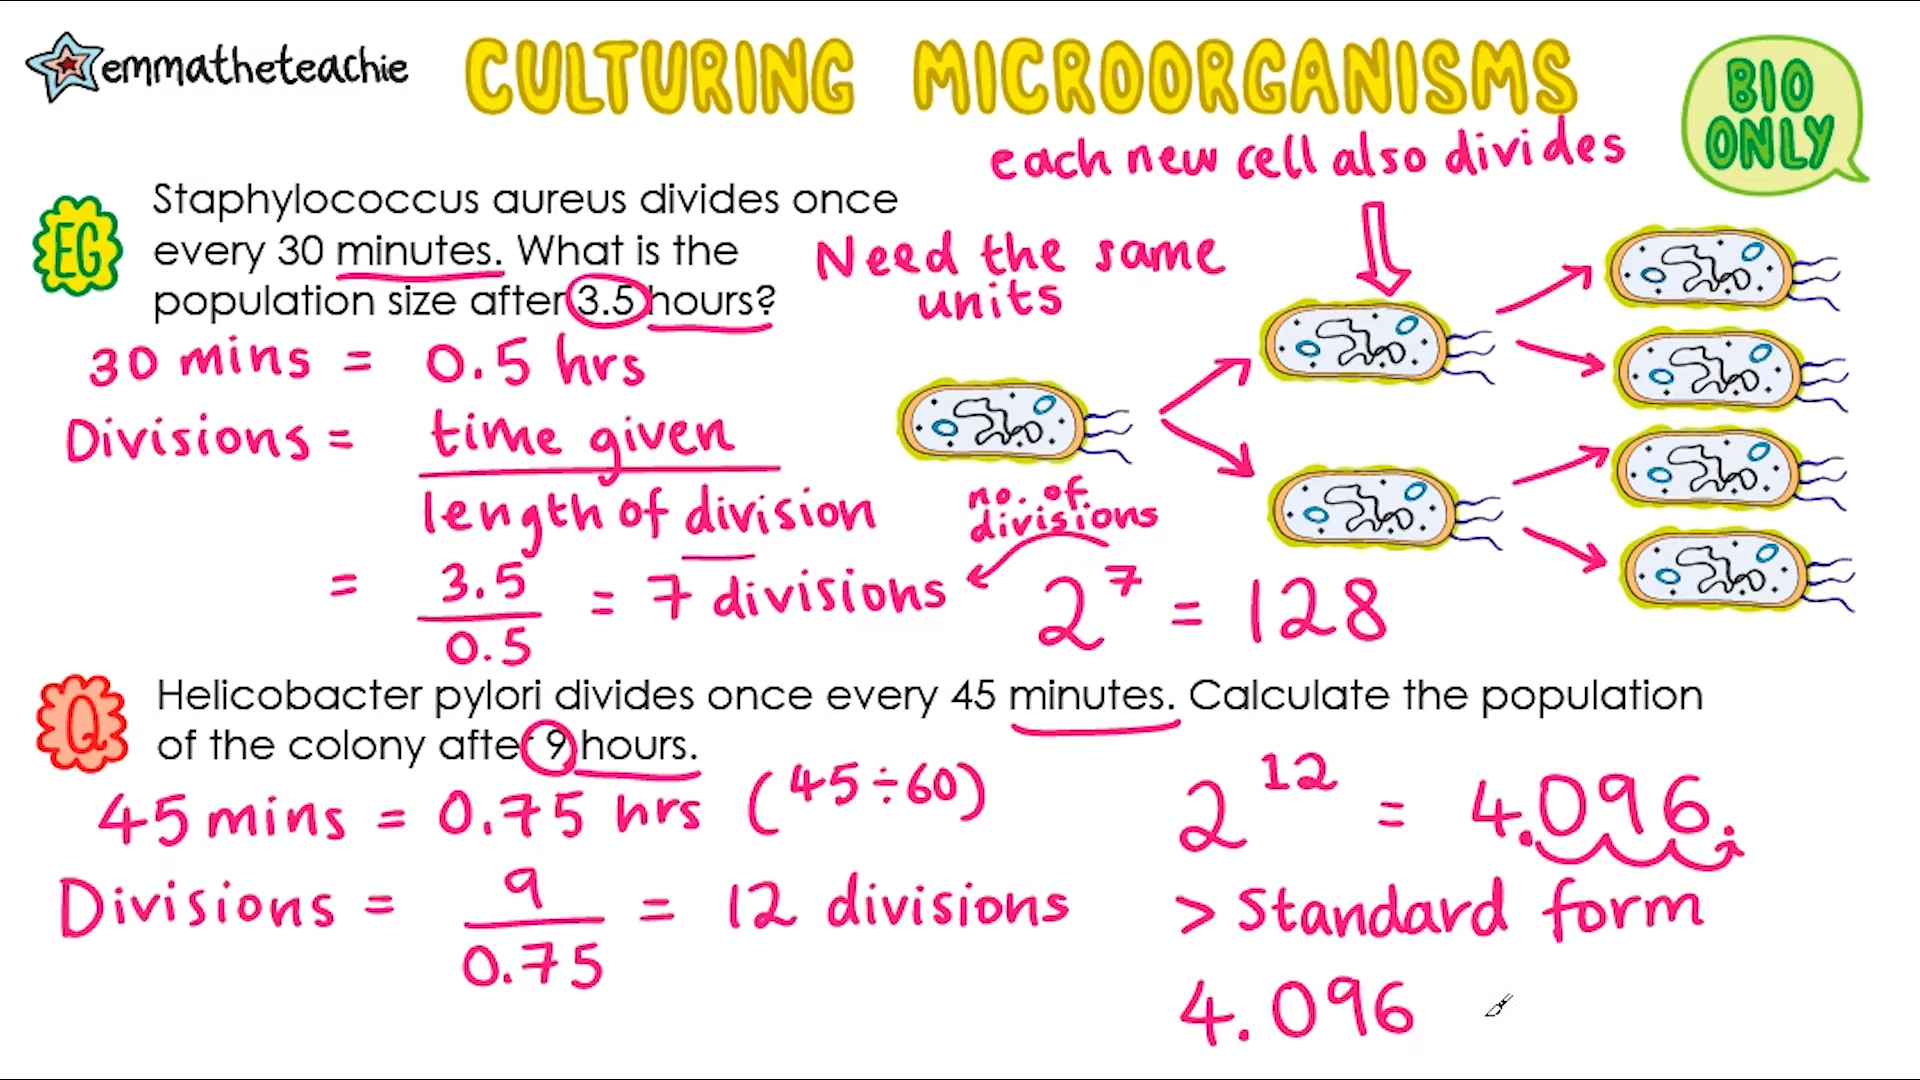 emmatheteachie
CULTURING MICROORGANISMS
BIO
ONLY
each new cell also divides
EG
Staphylococcus aureus divides once
every 30 minutes. What is the
population size after 3.5 hours?
Need the same
units
30 mins = 0.5 hrs
Divisions = time given
length of division
= 3.5
0.5
= 7 divisions
no. of
divisions
2^7 = 128
Q
Helicobacter pylori divides once every 45 minutes. Calculate the population
of the colony after 9 hours.
45 mins = 0.75 hrs (45÷60)
Divisions = 9
0.75
= 12 divisions
2^12 = 4.096.
> Standard form
4.096